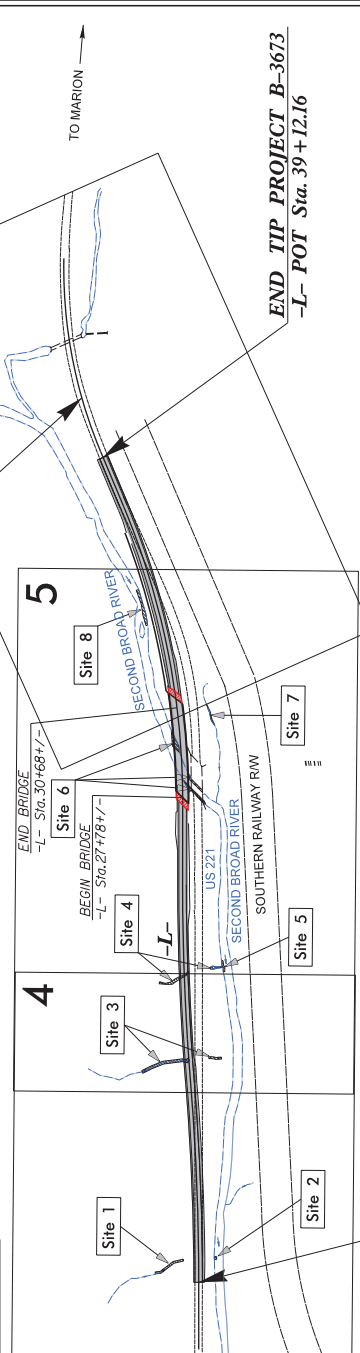 TO MARION
END TIP PROJECT B-3673
-L- POT Sta. 39+12.16
5
SECOND BROAD RIVER
Site 8
END BRIDGE
-L- Sta.30+68+/-
Site 6
BEGIN BRIDGE
-L- Sta.27+78+/-
Site 7
US 221
SECOND BROAD RIVER
SOUTHERN RAILWAY R/W
Site 4
-L-
Site 5
4
Site 3
Site 1
Site 2